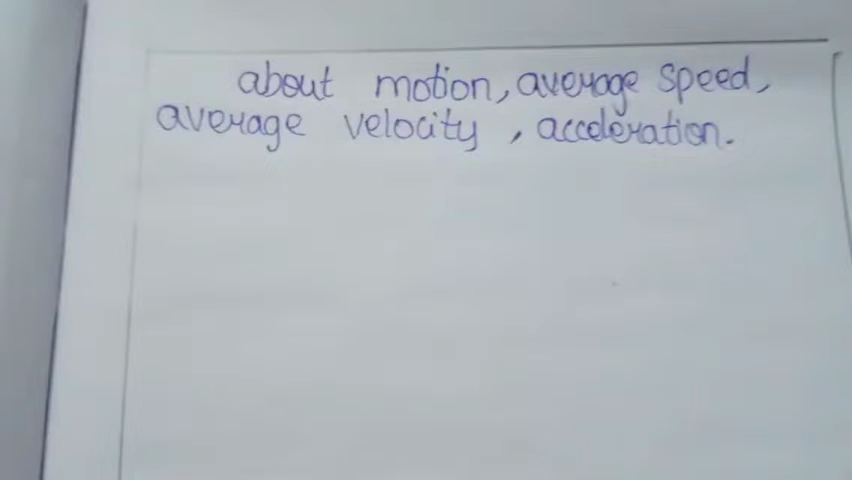 about motion, average speed,
average velocity, acceleration.